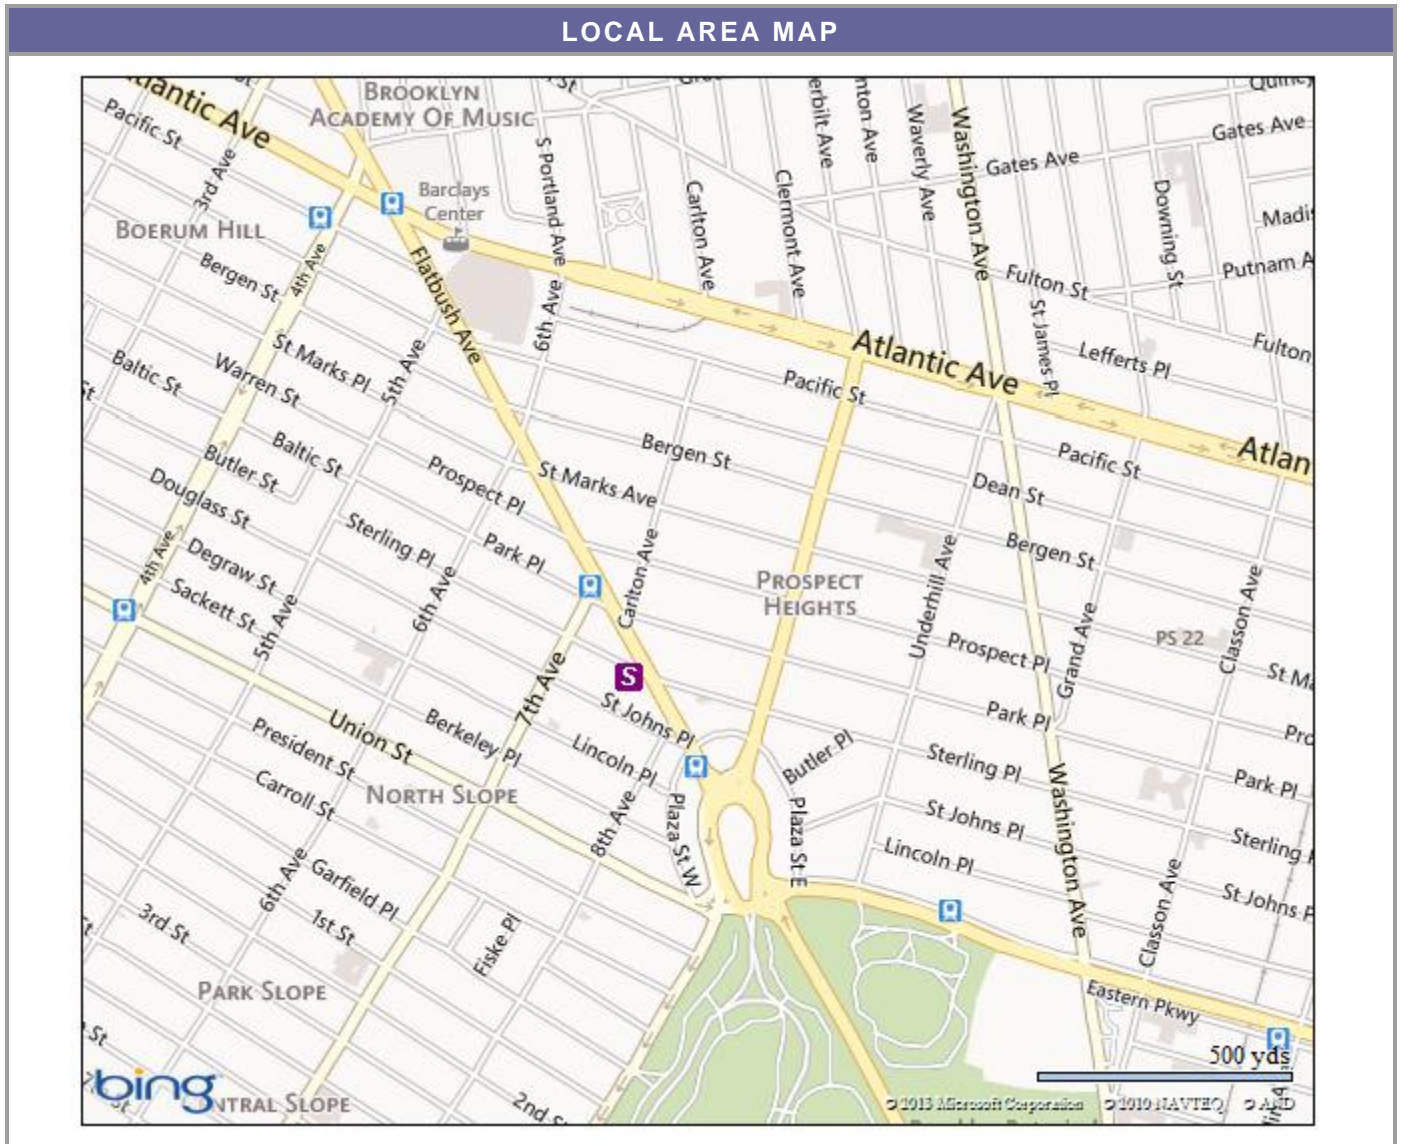 LOCAL AREA MAP
Atlantic Ave
Pacific St
3rd Ave
BROOKLYN
ACADEMY OF MUSIC
S Portland Ave
Barclays
Center
Carlton Ave
Clermont Ave
Waverly Ave
Washington Ave
Gates Ave
Gates Ave
Downing St
BOERUM HILL
4th Ave
Bergen St
Flatbush Ave
6th Ave
Fulton St
Putnam A
St James Pl
Lefferts Pl
Fulton
St Marks Pl
5th Ave
Warren St
Baltic St
Atlantic Ave
Pacific St
Bergen St
Pacific St
Atlan
Baltic St
Butler St
Prospect Pl
St Marks Ave
Dean St
Douglass St
Sterling Pl
Park Pl
Bergen St
4th Ave
Degraw St
Sackett St
5th Ave
6th Ave
Carlton Ave
PROSPECT
HEIGHTS
Underhill Ave
Prospect Pl
Grand Ave
PS 22
Classon Ave
St Ma
S
7th Ave
St Johns Pl
Park Pl
Pro
Union St
Berkeley Pl
Lincoln Pl
Butler Pl
Sterling Pl
Park Pl
President St
Carroll St
NORTH SLOPE
8th Ave
Plaza St W
Plaza St E
St Johns Pl
Washington Ave
Sterling
Lincoln Pl
St Johns P
6th Ave
Garfield Pl
3rd St
1st St
Fiske Pl
Classon Ave
PARK SLOPE
Eastern Pkwy
500 yds
bing
NTRAL SLOPE
2nd S
© 2013 Microsoft Corporation © 2010 NAVTEQ © AND